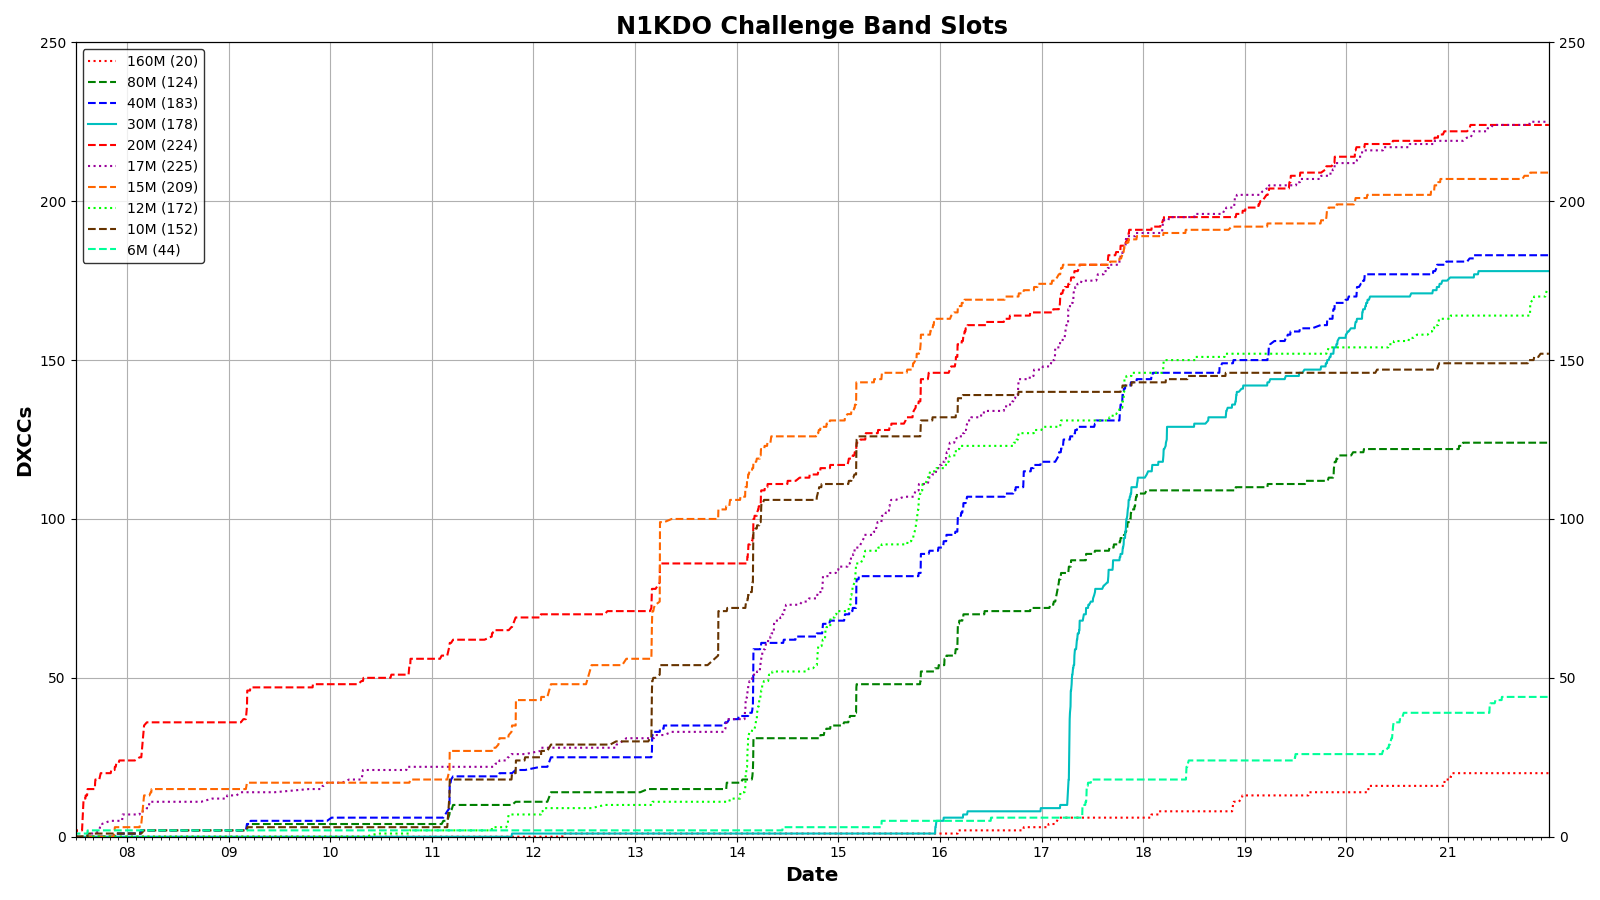 N1KDO Challenge Band Slots
250
200
150
100
50
0
250
200
150
100
50
0
DXCCs
160M (20)
80M (124)
40M (183)
30M (178)
20M (224)
17M (225)
15M (209)
12M (172)
10M (152)
6M (44)
08 09 10 11 12 13 14 15 16 17 18 19 20 21
Date